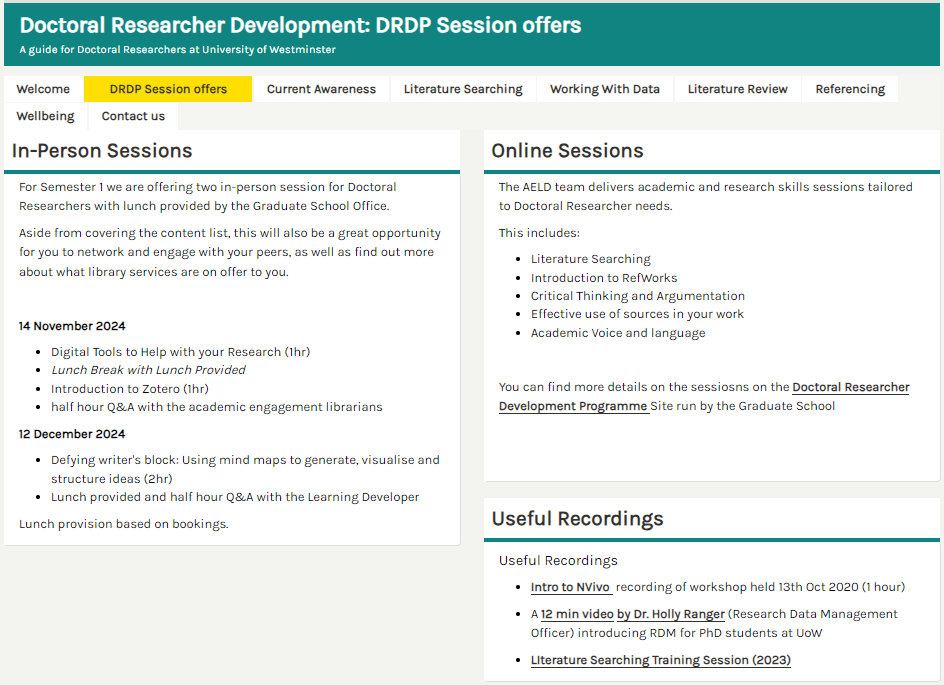 Doctoral Researcher Development: DRDP Session offers
A guide for Doctoral Researchers at University of Westminster
Welcome
DRDP Session offers
Current Awareness
Literature Searching
Working With Data
Literature Review
Referencing
Wellbeing
Contact us
In-Person Sessions
For Semester 1 we are offering two in-person session for Doctoral
Researchers with lunch provided by the Graduate School Office.
Aside from covering the content list, this will also be a great opportunity
for you to network and engage with your peers, as well as find out more
about what library services are on offer to you.
14 November 2024
Digital Tools to Help with your Research (1hr)
Lunch Break with Lunch Provided
Introduction to Zotero (1hr)
half hour Q&A with the academic engagement librarians
12 December 2024
Defying writer's block: Using mind maps to generate, visualise and
structure ideas (2hr)
Lunch provided and half hour Q&A with the Learning Developer
Lunch provision based on bookings.
Online Sessions
The AELD team delivers academic and research skills sessions tailored
to Doctoral Researcher needs.
This includes:
Literature Searching
Introduction to RefWorks
Critical Thinking and Argumentation
Effective use of sources in your work
Academic Voice and language
You can find more details on the sessiosns on the Doctoral Researcher
Development Programme Site run by the Graduate School
Useful Recordings
Useful Recordings
Intro to NVivo recording of workshop held 13th Oct 2020 (1 hour)
A 12 min video by Dr. Holly Ranger (Research Data Management
Officer) introducing RDM for PhD students at UoW
LIterature Searching Training Session (2023)